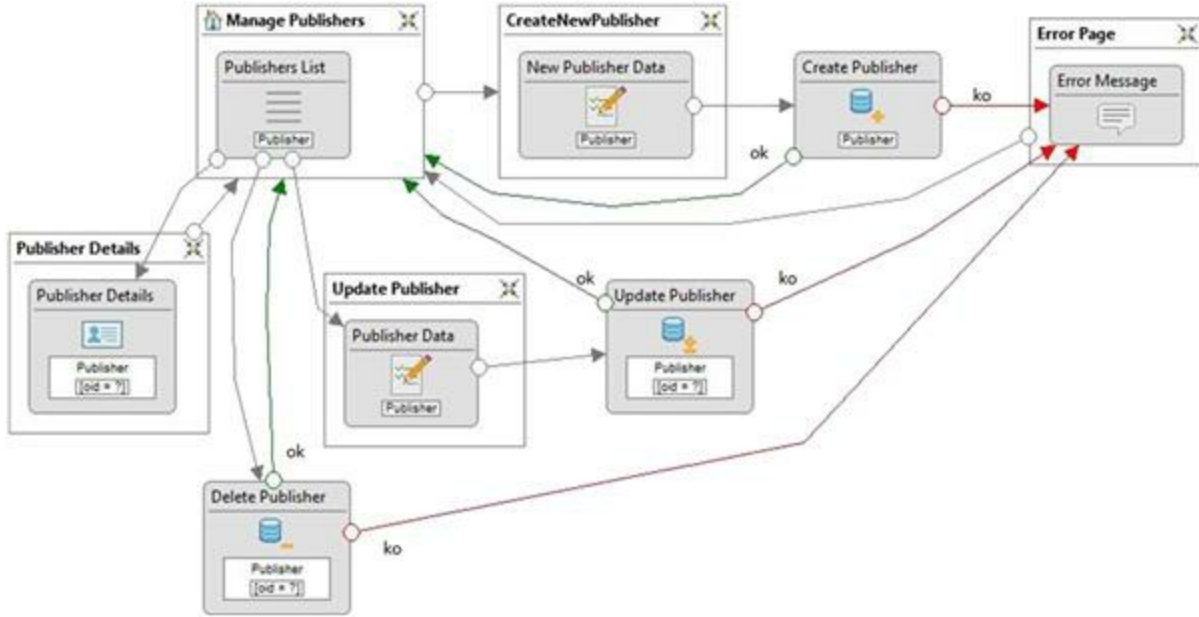 Manage Publishers
Publishers List
Publisher
CreateNewPublisher
New Publisher Data
Publisher
Create Publisher
Publisher
ko
ok
Error Page
Error Message
Publisher Details
Publisher Details
Publisher
[oid = ?]
Update Publisher
Publisher Data
Publisher
ok
Update Publisher
Publisher
[oid = ?]
ko
ok
Delete Publisher
Publisher
[oid = ?]
ko